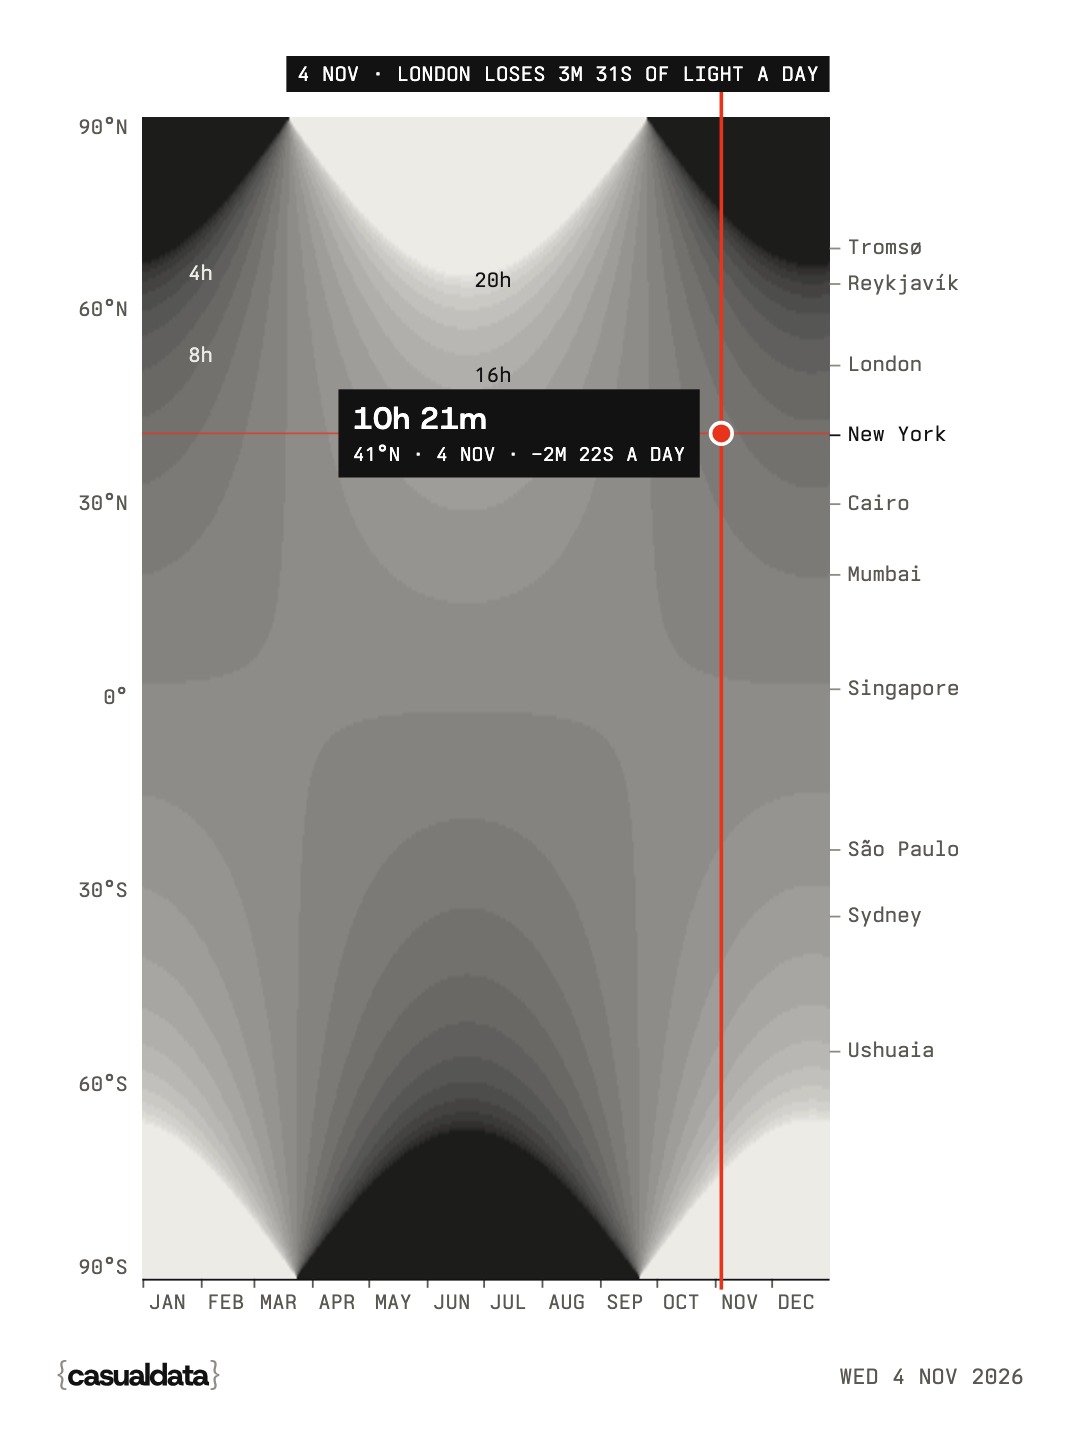 4 NOV · LONDON LOSES 3M 31S OF LIGHT A DAY
90°N
Tromsø
4h
20h
Reykjavík
60°N
8h
London
16h
10h 21m
41°N · 4 NOV · −2M 22S A DAY
New York
30°N
Cairo
Mumbai
0°
Singapore
São Paulo
30°S
Sydney
Ushuaia
60°S
90°S
JAN FEB MAR APR MAY JUN JUL AUG SEP OCT NOV DEC
{casualdata}
WED 4 NOV 2026